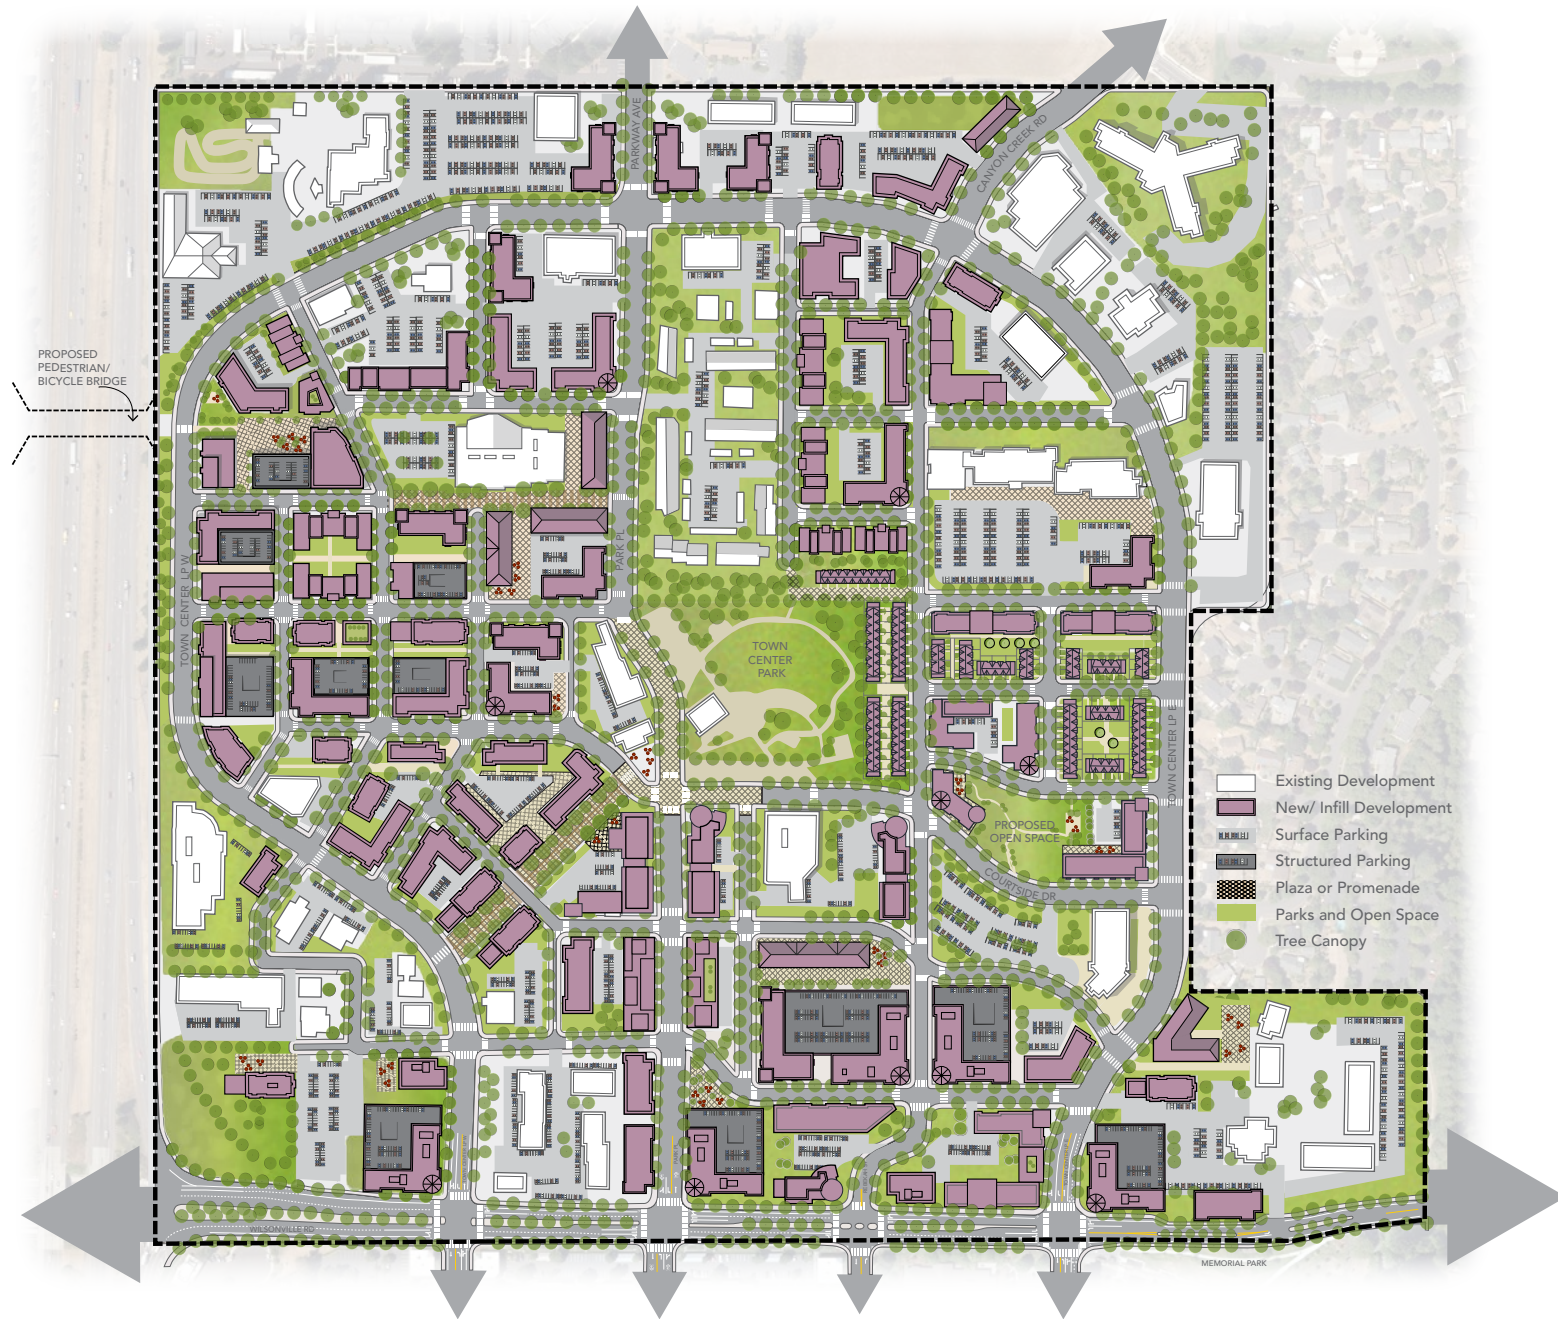 PARKWAY AVE
CANYON CREEK RD
PROPOSED
PEDESTRIAN/
BICYCLE BRIDGE
TOWN CENTER LP W
PARK PL
TOWN
CENTER
PARK
TOWN CENTER LP
PROPOSED
OPEN SPACE
COURTSIDE DR
Existing Development
New/ Infill Development
Surface Parking
Structured Parking
Plaza or Promenade
Parks and Open Space
Tree Canopy
WILSONVILLE RD
MEMORIAL PARK